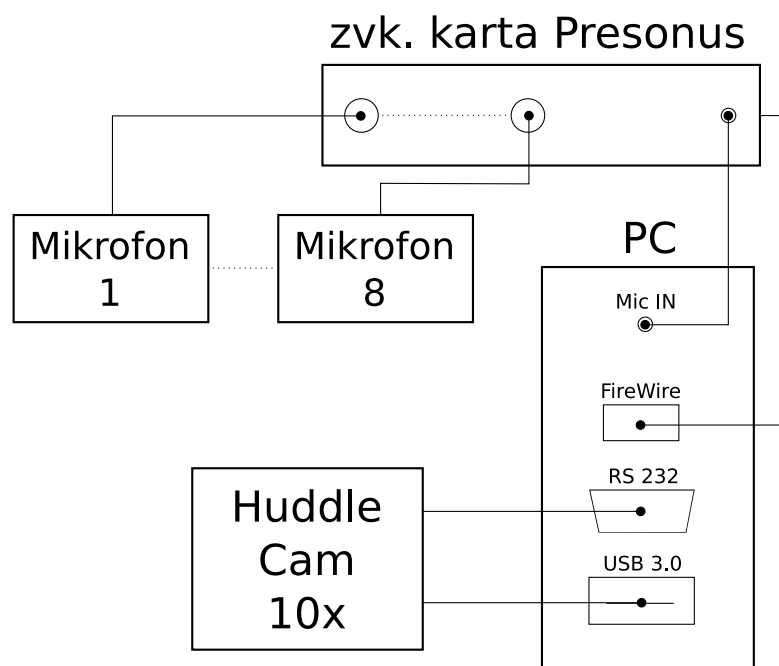 zvk. karta Presonus
Mikrofon
1
Mikrofon
8
PC
Mic IN
FireWire
RS 232
USB 3.0
Huddle
Cam
10x